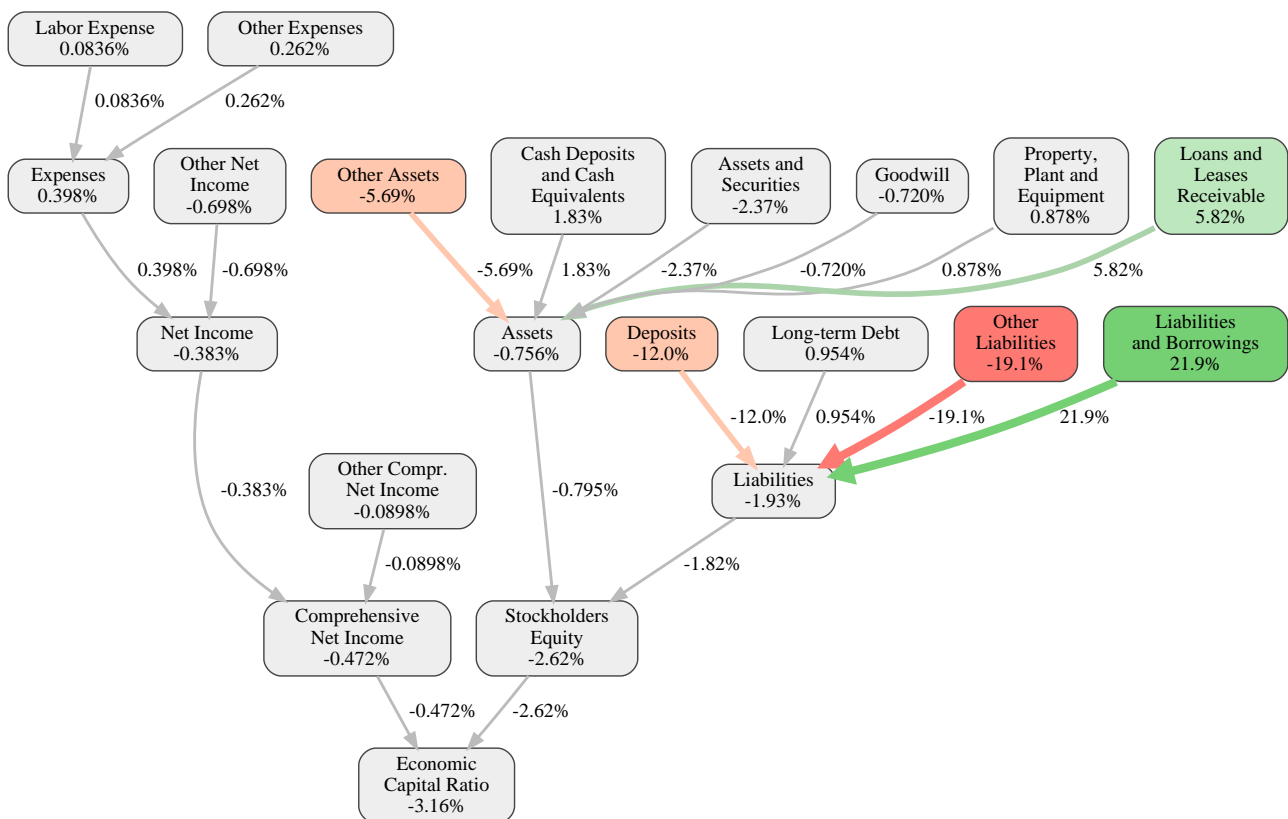 Labor Expense
0.0836%
Other Expenses
0.262%
0.0836%
0.262%
Expenses
0.398%
Other Net
Income
-0.698%
Other Assets
-5.69%
Cash Deposits
and Cash
Equivalents
1.83%
Assets and
Securities
-2.37%
Goodwill
-0.720%
Property,
Plant and
Equipment
0.878%
Loans and
Leases
Receivable
5.82%
0.398%
-0.698%
-5.69%
1.83%
-2.37%
-0.720%
0.878%
5.82%
Net Income
-0.383%
Assets
-0.756%
Deposits
-12.0%
Long-term Debt
0.954%
Other
Liabilities
-19.1%
Liabilities
and Borrowings
21.9%
-12.0%
0.954%
-19.1%
21.9%
-0.383%
Other Compr.
Net Income
-0.0898%
-0.795%
Liabilities
-1.93%
-0.0898%
-1.82%
Comprehensive
Net Income
-0.472%
Stockholders
Equity
-2.62%
-0.472%
-2.62%
Economic
Capital Ratio
-3.16%